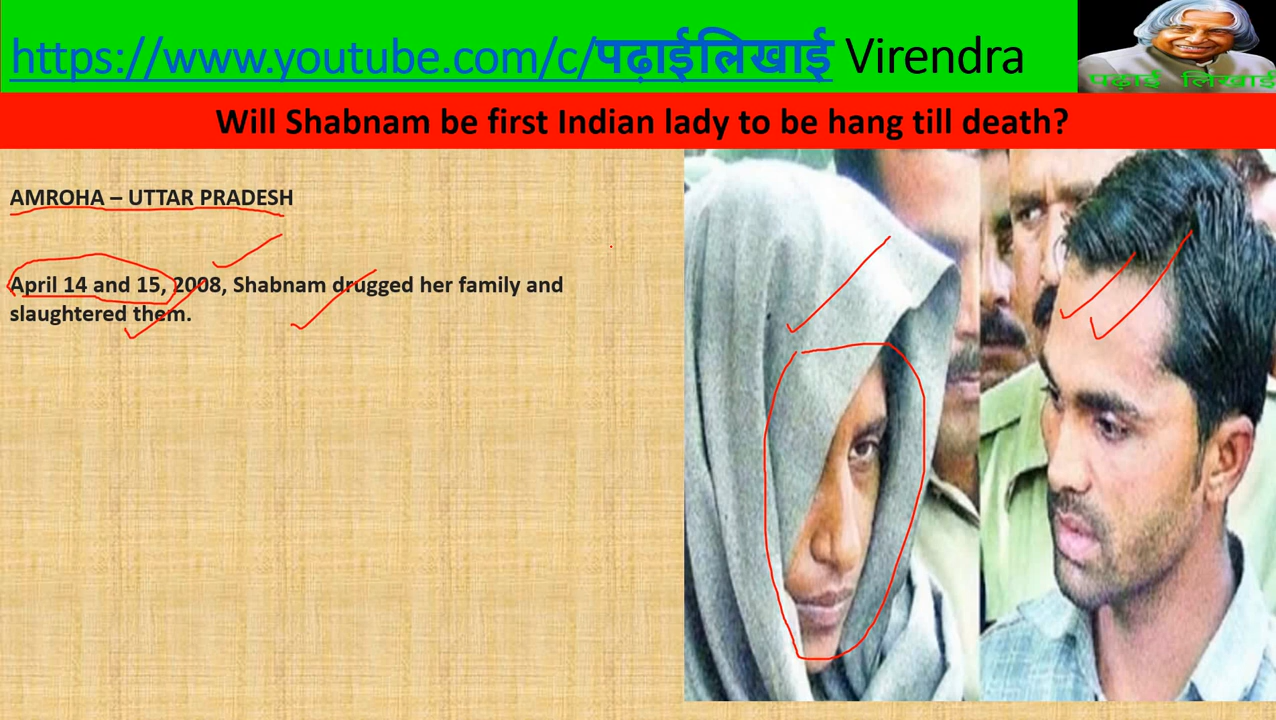 https://www.youtube.com/c/पढ़ाईलिखाई Virendra
पढ़ाई लिखाई
Will Shabnam be first Indian lady to be hang till death?
AMROHA – UTTAR PRADESH
April 14 and 15, 2008, Shabnam drugged her family and
slaughtered them.